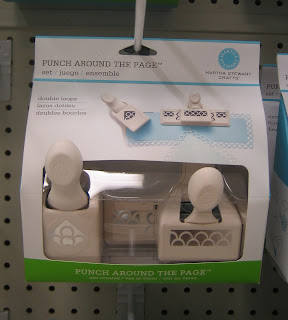 PUNCH AROUND THE PAGE™
set / juego / ensemble
MARTHA STEWART
CRAFTS
double loops
lazos dobles
doubles boucles
PUNCH AROUND THE PAGE™